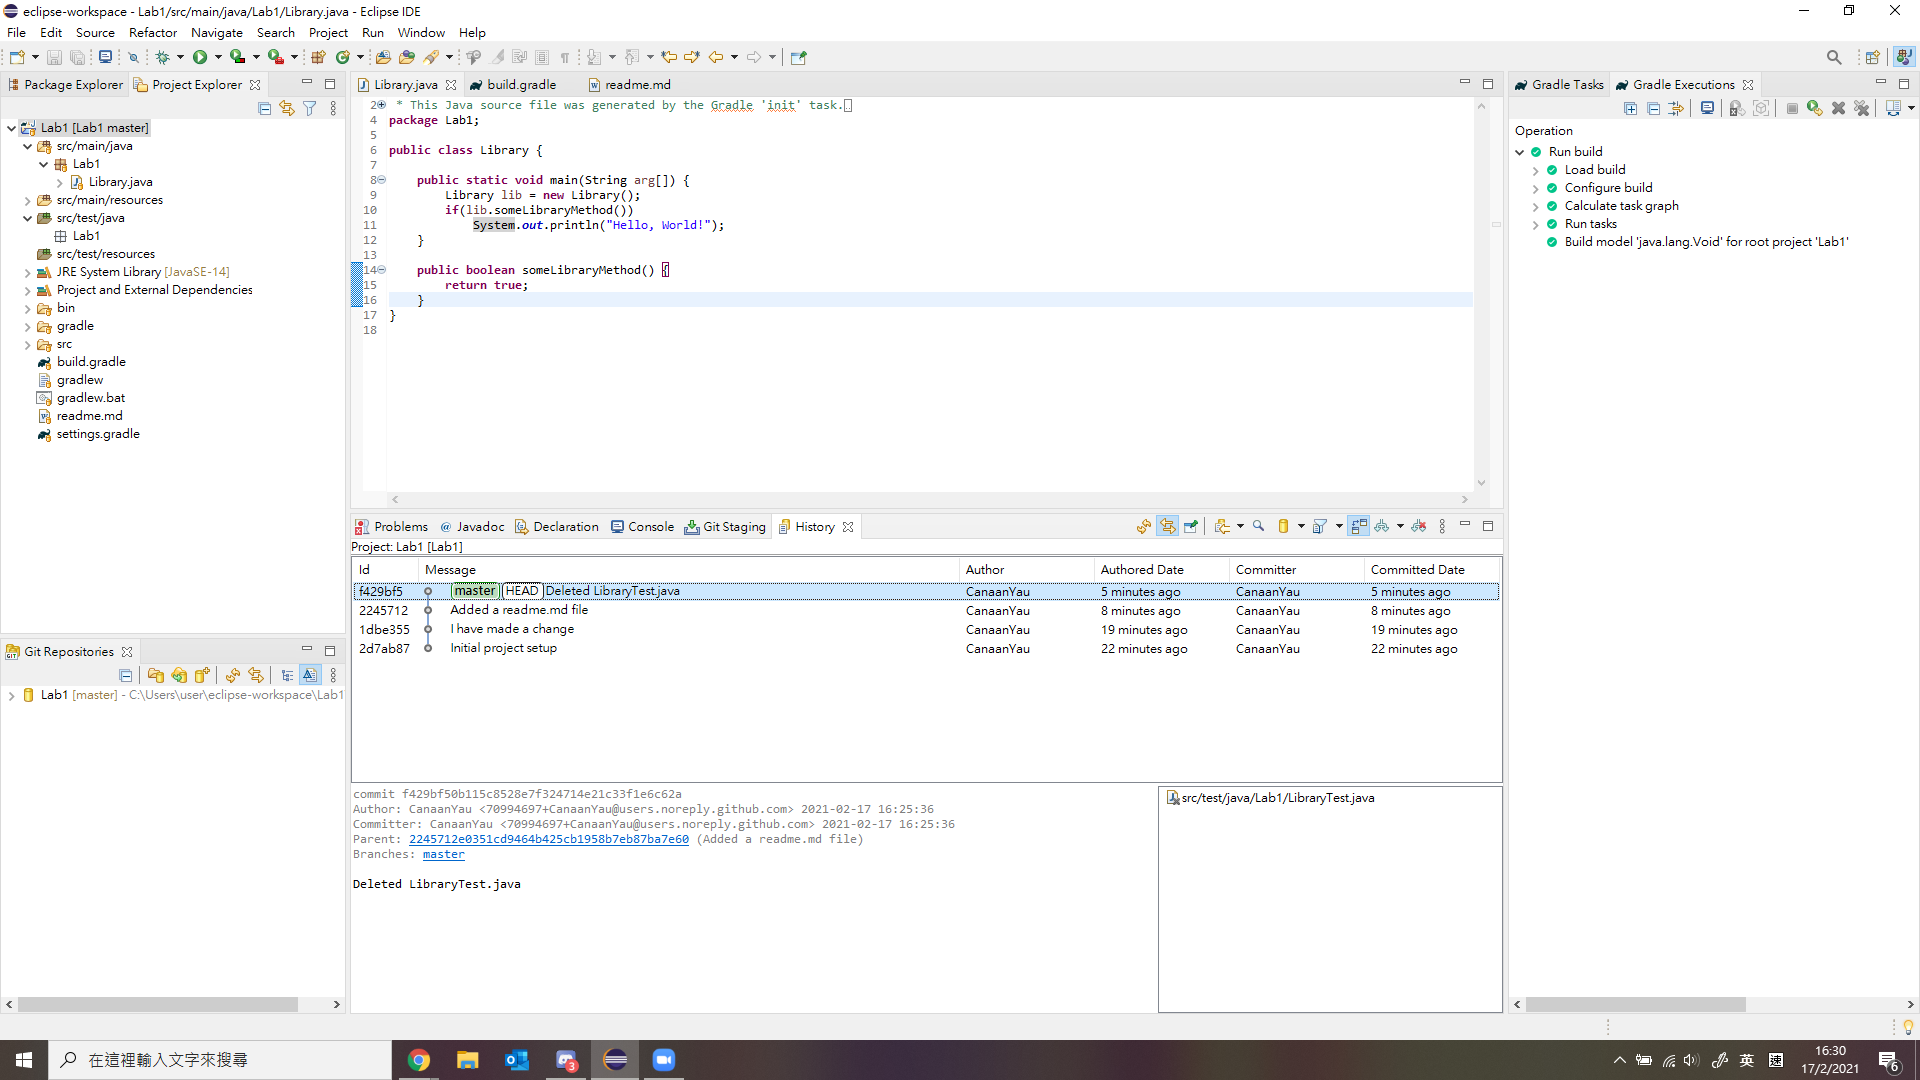 eclipse-workspace - Lab1/src/main/java/Lab1/Library.java - Eclipse IDE
File Edit Source Refactor Navigate Search Project Run Window Help
Package Explorer Project Explorer
Lab1 [Lab1 master]
src/main/java
Lab1
Library.java
src/main/resources
src/test/java
Lab1
src/test/resources
JRE System Library [JavaSE-14]
Project and External Dependencies
bin
gradle
src
build.gradle
gradlew
gradlew.bat
readme.md
settings.gradle
Git Repositories
Lab1 [master] - C:\Users\user\eclipse-workspace\Lab1
Library.java build.gradle readme.md
2 * This Java source file was generated by the Gradle 'init' task.
4 package Lab1;
5
6 public class Library {
7
8 public static void main(String arg[]) {
9 Library lib = new Library();
10 if(lib.someLibraryMethod())
11 System.out.println("Hello, World!");
12 }
13
14 public boolean someLibraryMethod() {
15 return true;
16 }
17 }
18
Problems Javadoc Declaration Console Git Staging History
Project: Lab1 [Lab1]
Id Message Author Authored Date Committer Committed Date
f429bf5 master HEAD Deleted LibraryTest.java CanaanYau 5 minutes ago CanaanYau 5 minutes ago
2245712 Added a readme.md file CanaanYau 8 minutes ago CanaanYau 8 minutes ago
1dbe355 I have made a change CanaanYau 19 minutes ago CanaanYau 19 minutes ago
2d7ab87 Initial project setup CanaanYau 22 minutes ago CanaanYau 22 minutes ago
commit f429bf50b115c8528e7f324714e21c33f1e6c62a
Author: CanaanYau <70994697+CanaanYau@users.noreply.github.com> 2021-02-17 16:25:36
Committer: CanaanYau <70994697+CanaanYau@users.noreply.github.com> 2021-02-17 16:25:36
Parent: 2245712e0351cd9464b425cb1958b7eb87ba7e60 (Added a readme.md file)
Branches: master
Deleted LibraryTest.java
src/test/java/Lab1/LibraryTest.java
Gradle Tasks Gradle Executions
Operation
Run build
Load build
Configure build
Calculate task graph
Run tasks
Build model 'java.lang.Void' for root project 'Lab1'
在這裡輸入文字來搜尋
3
英
速
16:30
17/2/2021
6